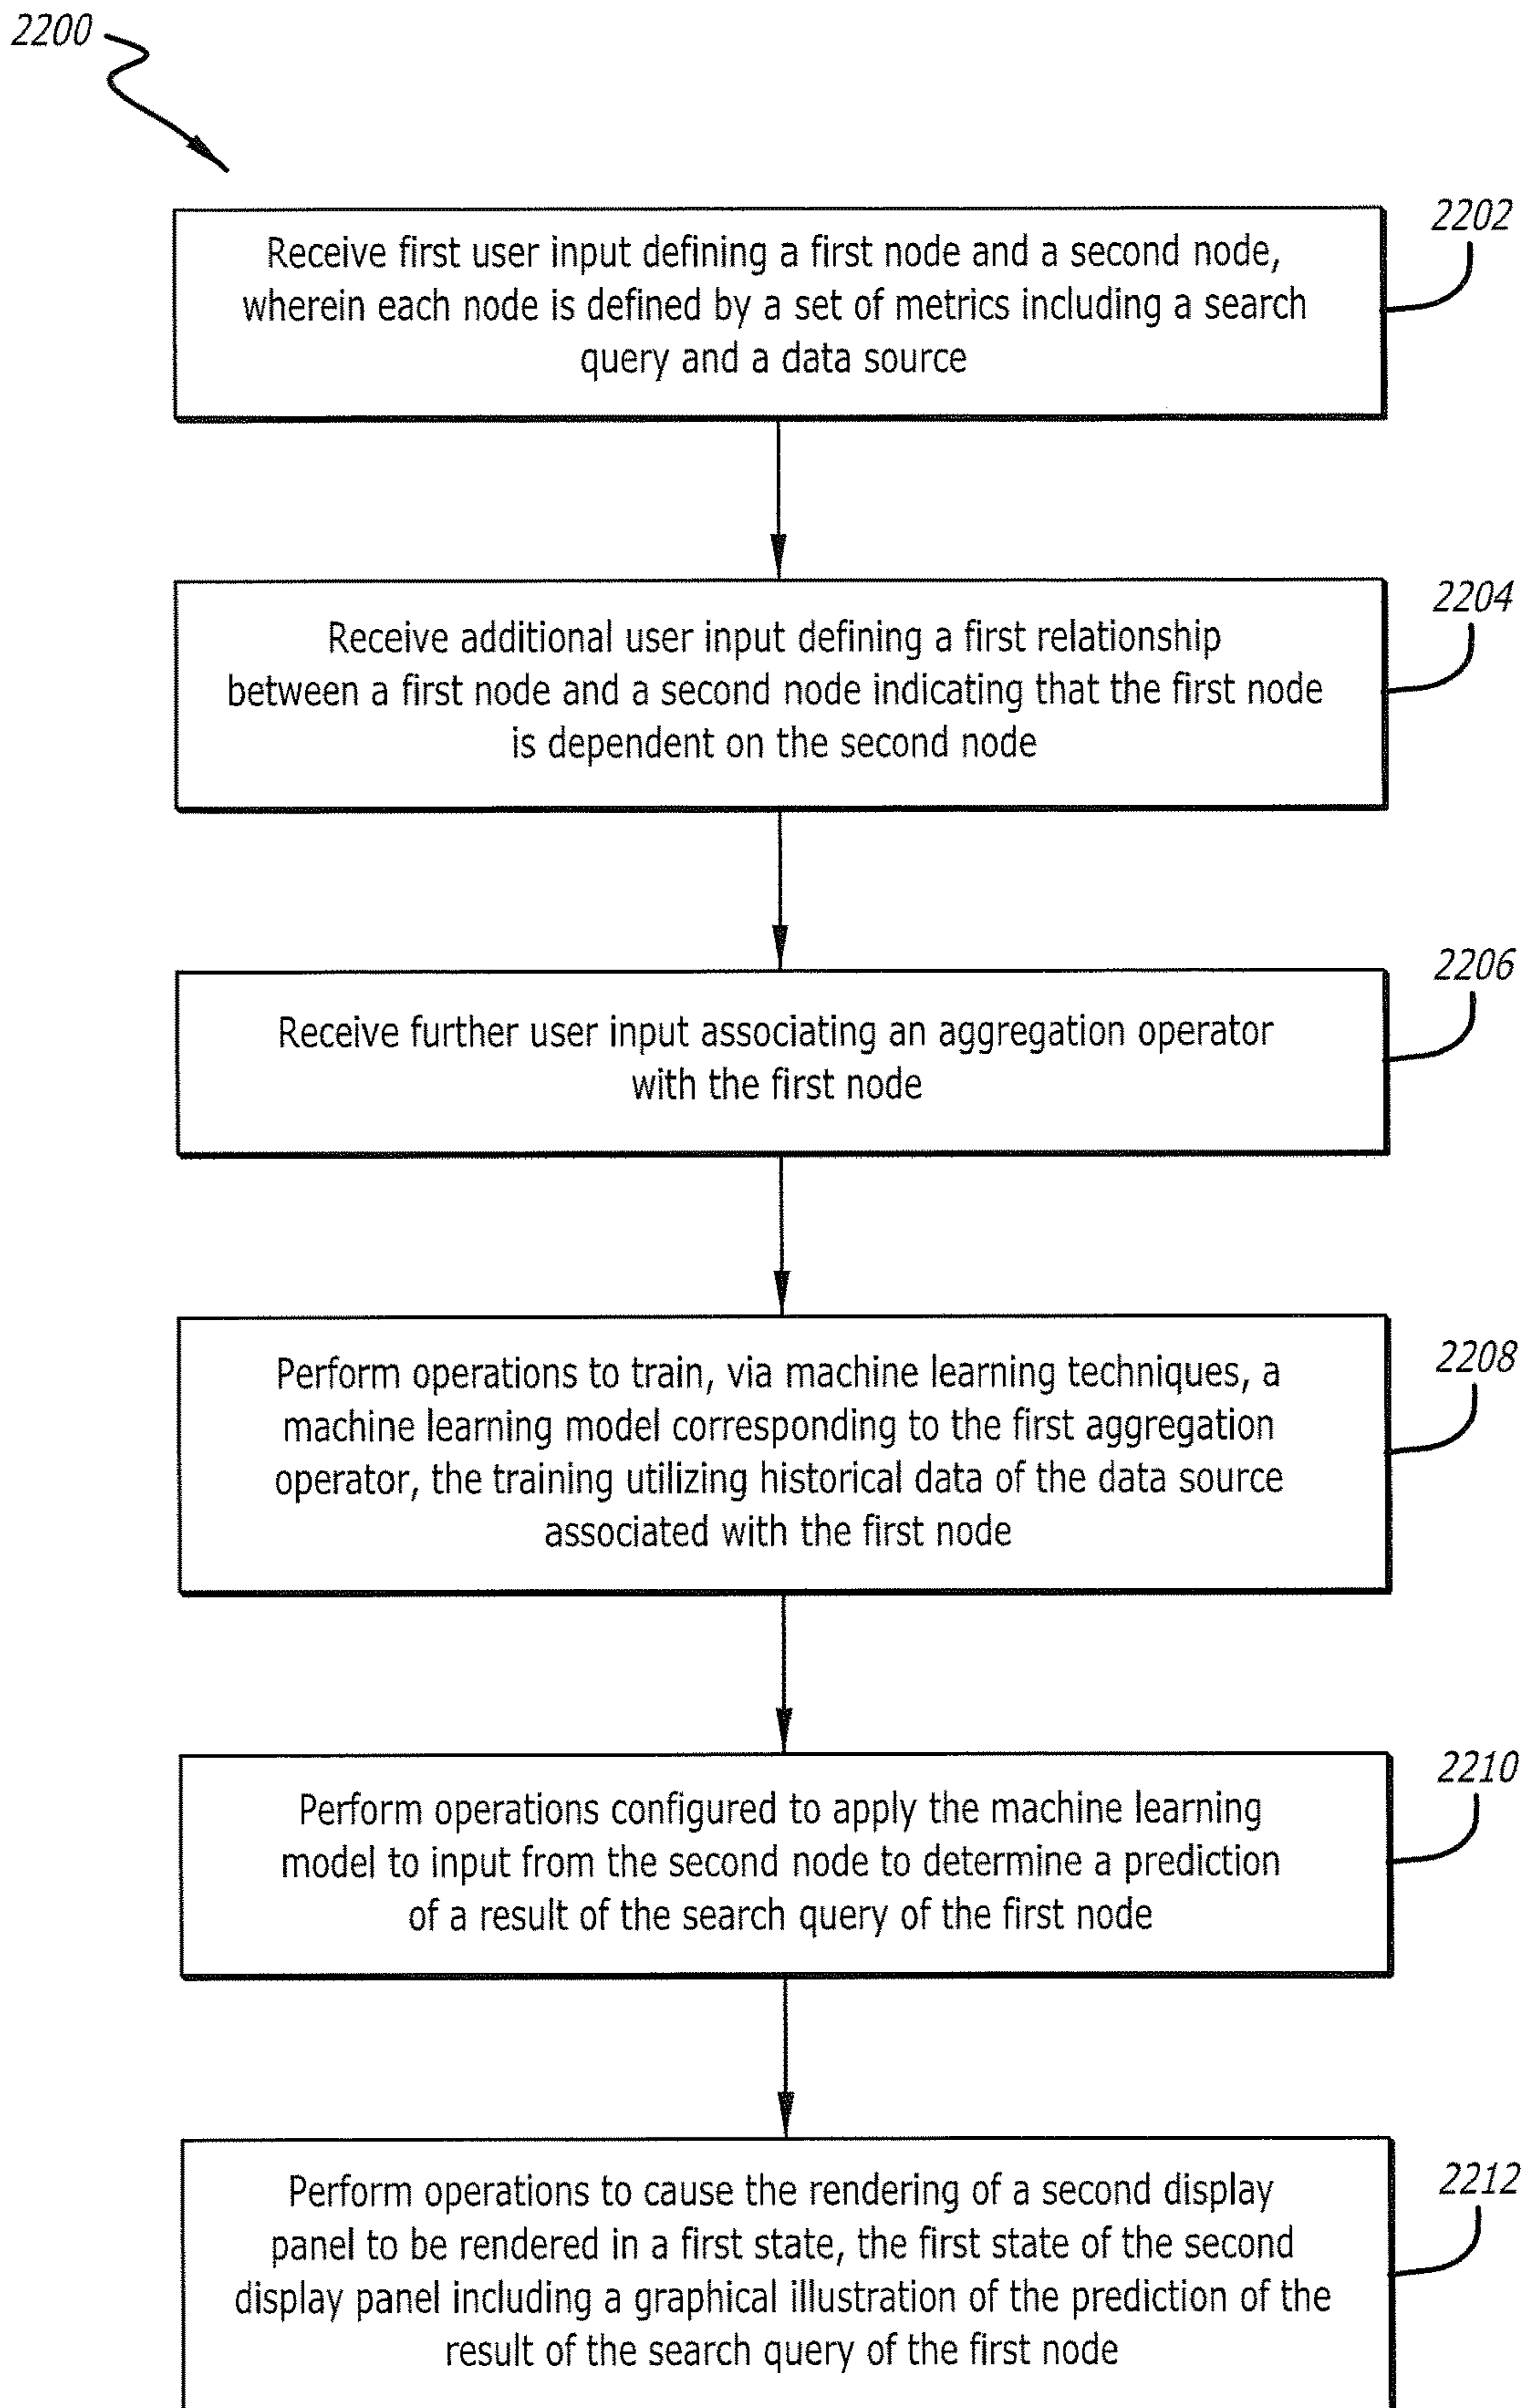 2200
2202
Receive first user input defining a first node and a second node,
wherein each node is defined by a set of metrics including a search
query and a data source
2204
Receive additional user input defining a first relationship
between a first node and a second node indicating that the first node
is dependent on the second node
2206
Receive further user input associating an aggregation operator
with the first node
2208
Perform operations to train, via machine learning techniques, a
machine learning model corresponding to the first aggregation
operator, the training utilizing historical data of the data source
associated with the first node
2210
Perform operations configured to apply the machine learning
model to input from the second node to determine a prediction
of a result of the search query of the first node
2212
Perform operations to cause the rendering of a second display
panel to be rendered in a first state, the first state of the second
display panel including a graphical illustration of the prediction of the
result of the search query of the first node